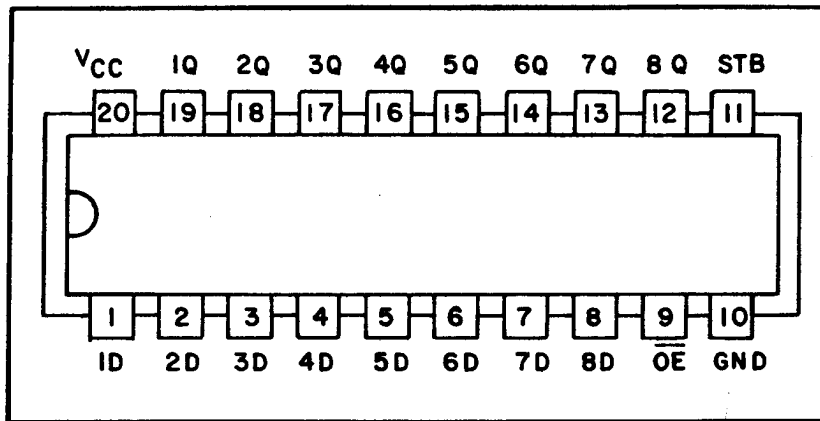 VCC 1Q 2Q 3Q 4Q 5Q 6Q 7Q 8Q STB
20 19 18 17 16 15 14 13 12 11
1 2 3 4 5 6 7 8 9 10
1D 2D 3D 4D 5D 6D 7D 8D O̅E̅ GND